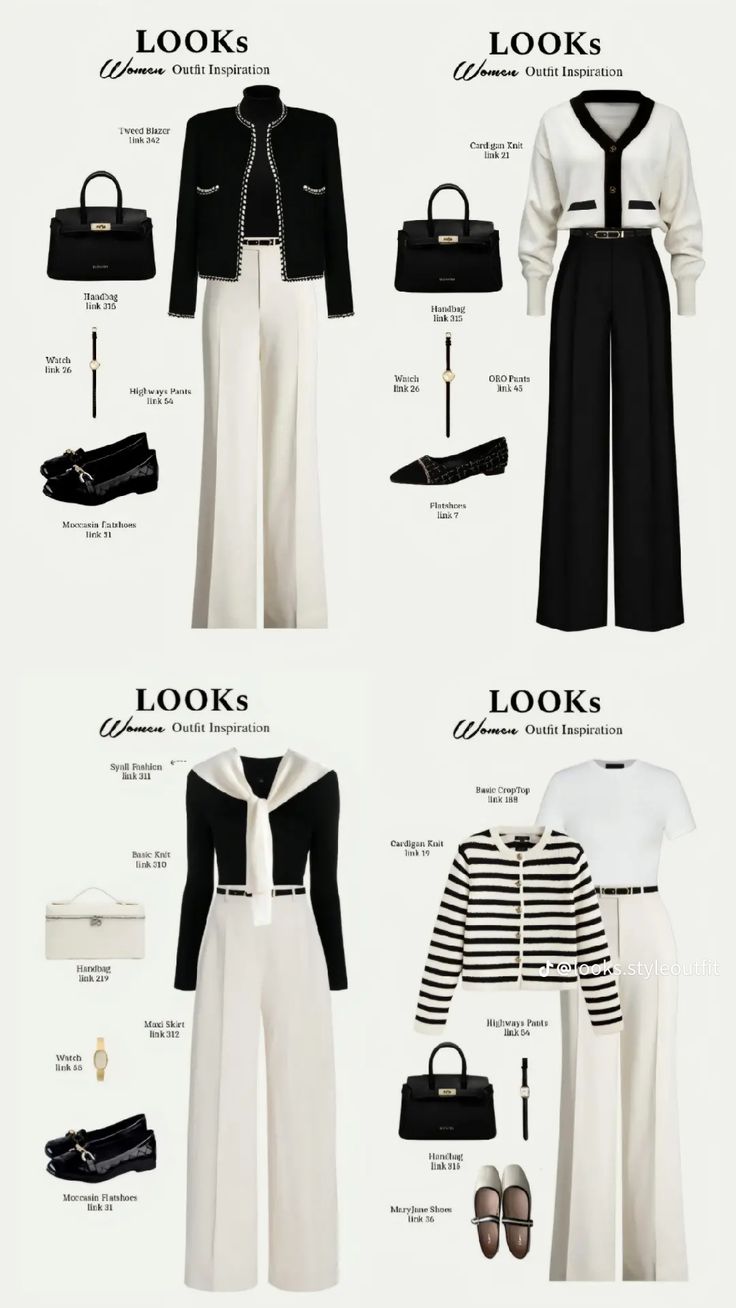 LOOKs
Women Outfit Inspiration
Tweed Blazer
link 342
Handbag
link 315
Watch
link 26
Highways Pants
link 54
Moccasin flatshoes
link 31
LOOKs
Women Outfit Inspiration
Cardigan Knit
link 21
Handbag
link 315
Watch
link 26
ORO Pants
link 45
Flatshoes
link 7
LOOKs
Women Outfit Inspiration
Syall Fashion
link 311
Basic Knit
link 310
Handbag
link 219
Maxi Skirt
link 312
Watch
link 55
Moccasin Flatshoes
link 31
LOOKs
Women Outfit Inspiration
Basic CropTop
link 188
Cardigan Knit
link 19
@looks.styleoutfit
Highways Pants
link 54
Handbag
link 315
MaryJane Shoes
link 36